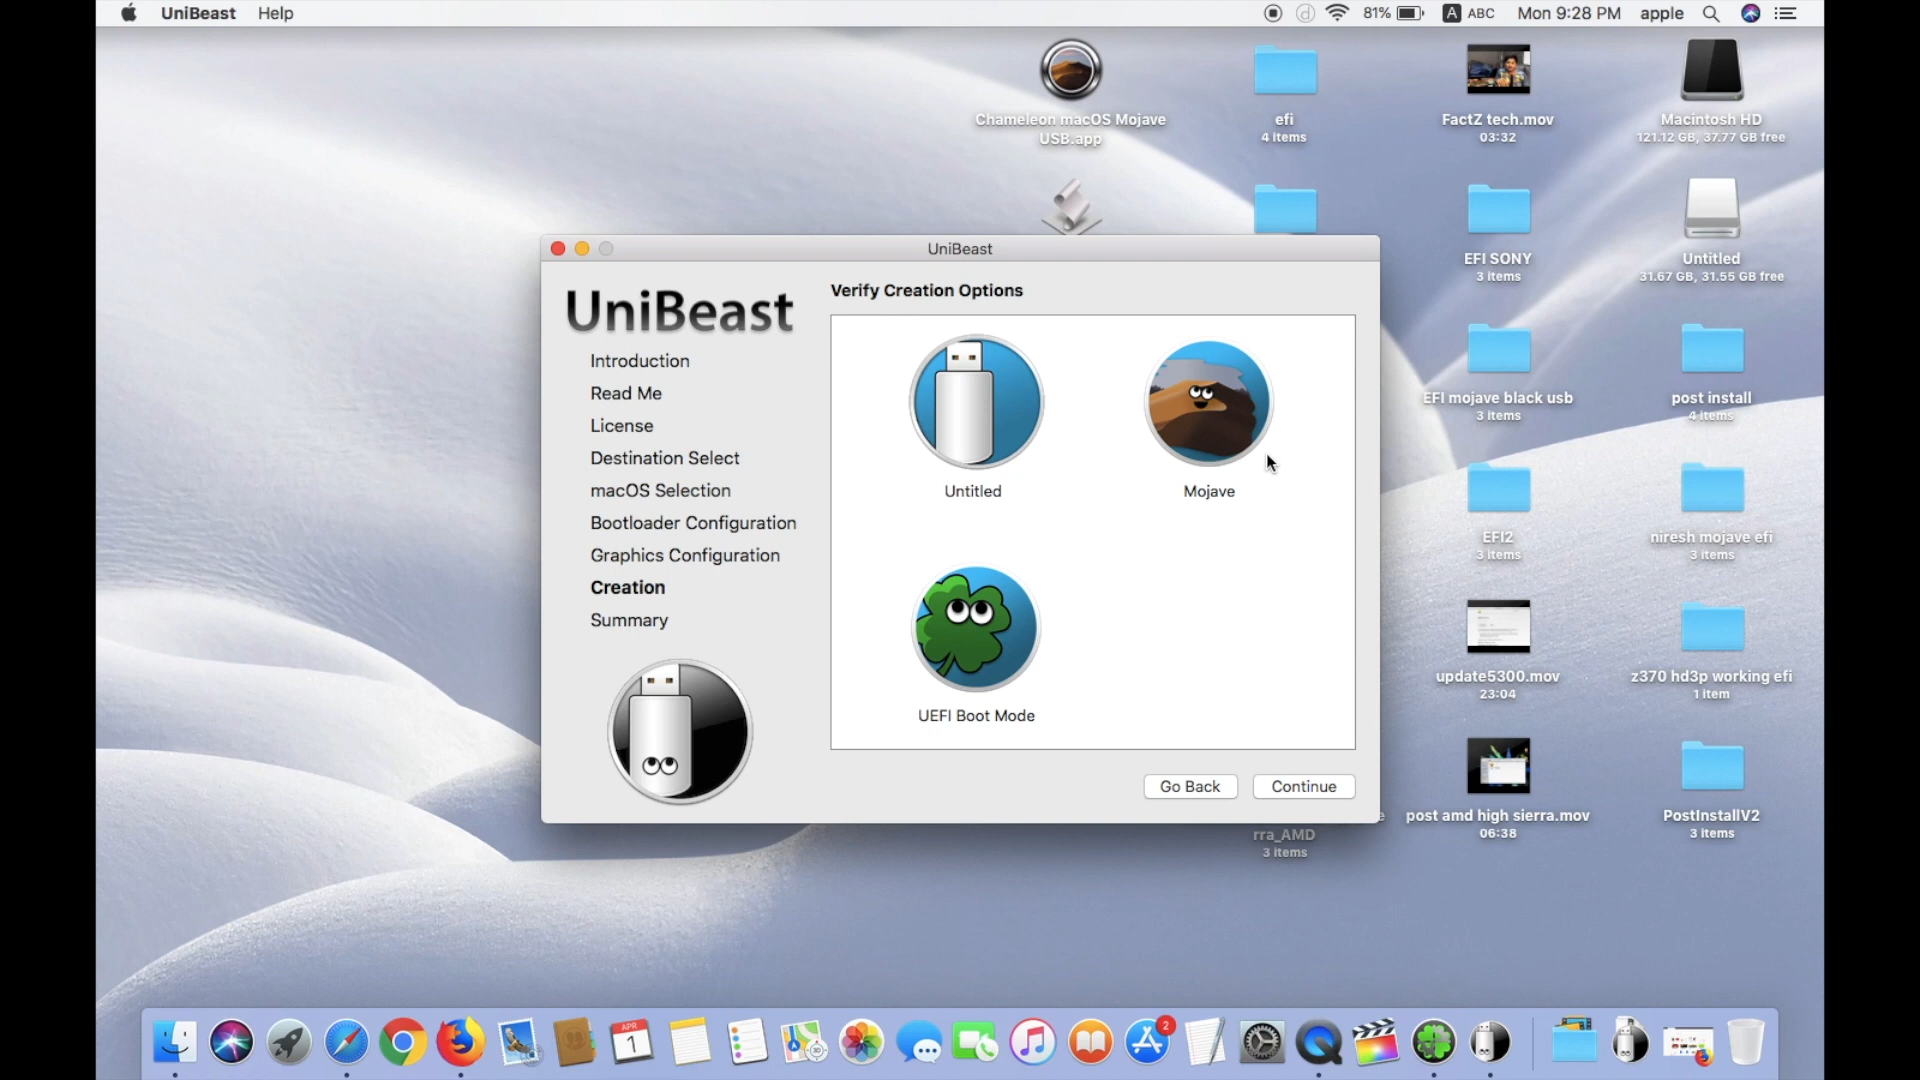 UniBeast Help
81% A ABC Mon 9:28 PM apple
Chameleon macOS Mojave
USB.app
efi
4 items
FactZ tech.mov
03:32
Macintosh HD
121.12 GB, 37.77 GB free
EFI SONY
3 items
Untitled
31.67 GB, 31.55 GB free
EFI mojave black usb
3 items
post install
4 items
EFI2
3 items
niresh mojave efi
3 items
update5300.mov
23:04
z370 hd3p working efi
1 item
post amd high sierra.mov
06:38
PostInstallV2
3 items
e
rra_AMD
3 items
UniBeast
UniBeast
Introduction
Read Me
License
Destination Select
macOS Selection
Bootloader Configuration
Graphics Configuration
Creation
Summary
Verify Creation Options
Untitled
Mojave
UEFI Boot Mode
Go Back
Continue
APR
1
3D
2